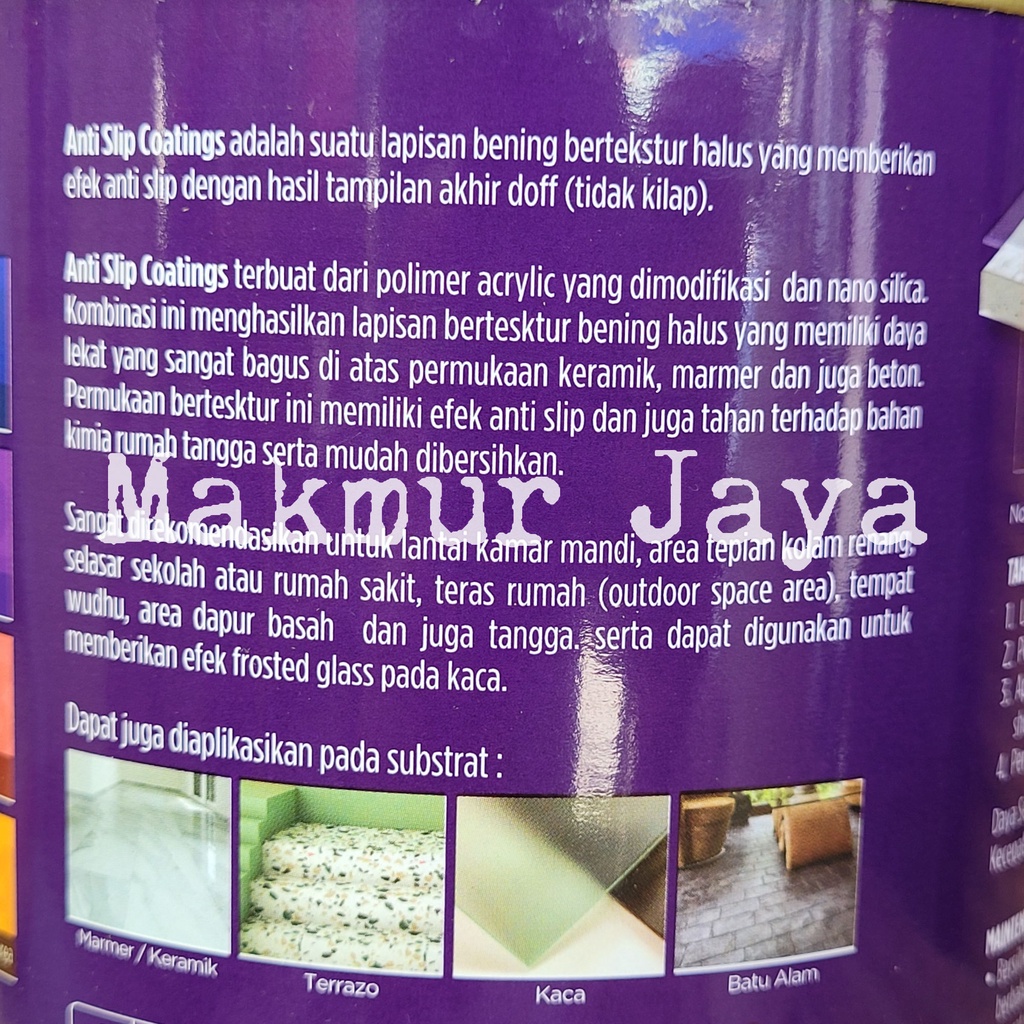 Anti Slip Coatings adalah suatu lapisan bening bertekstur halus yang memberikan
efek anti slip dengan hasil tampilan akhir doff (tidak kilap).
Anti Slip Coatings terbuat dari polimer acrylic yang dimodifikasi dan nano silica.
Kombinasi ini menghasilkan lapisan bertesktur bening halus yang memiliki daya
lekat yang sangat bagus di atas permukaan keramik, marmer dan juga beton.
Permukaan bertesktur ini memiliki efek anti slip dan juga tahan terhadap bahan
kimia rumah tangga serta mudah dibersihkan.
Makmur Jaya
Sangat direkomendasikan untuk lantai kamar mandi, area tepian kolam renang,
selasar sekolah atau rumah sakit, teras rumah (outdoor space area), tempat
wudhu, area dapur basah dan juga tangga. serta dapat digunakan untuk
memberikan efek frosted glass pada kaca.
Dapat juga diaplikasikan pada substrat :
Marmer / Keramik
Terrazo
Kaca
Batu Alam
1.
2.
3.
4.